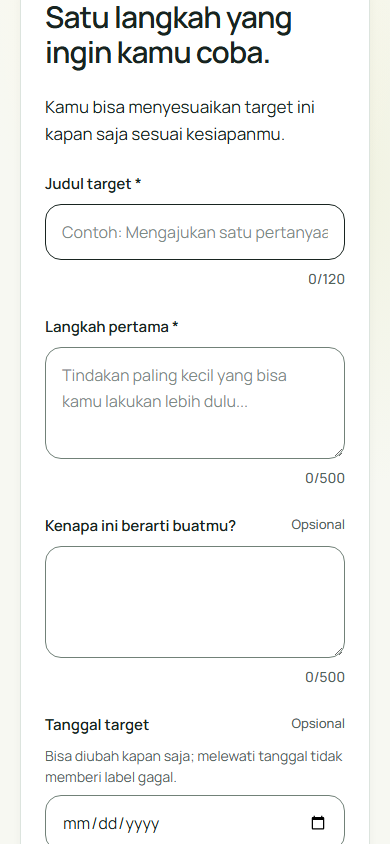 Satu langkah yang
ingin kamu coba.
Kamu bisa menyesuaikan target ini
kapan saja sesuai kesiapanmu.
Judul target *
Contoh: Mengajukan satu pertanyaa
0/120
Langkah pertama *
Tindakan paling kecil yang bisa
kamu lakukan lebih dulu...
0/500
Kenapa ini berarti buatmu? Opsional
0/500
Tanggal target Opsional
Bisa diubah kapan saja; melewati tanggal tidak
memberi label gagal.
mm/dd/yyyy